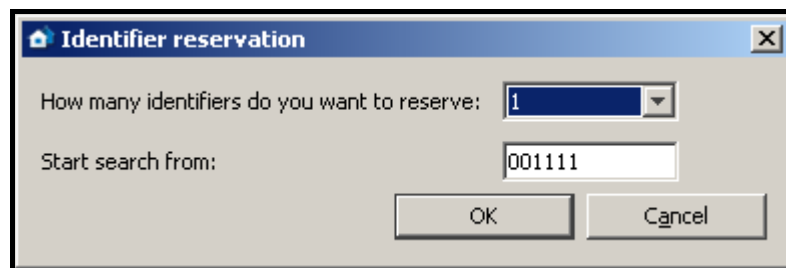 Identifier reservation
How many identifiers do you want to reserve: 1
Start search from: 001111
OK Cancel